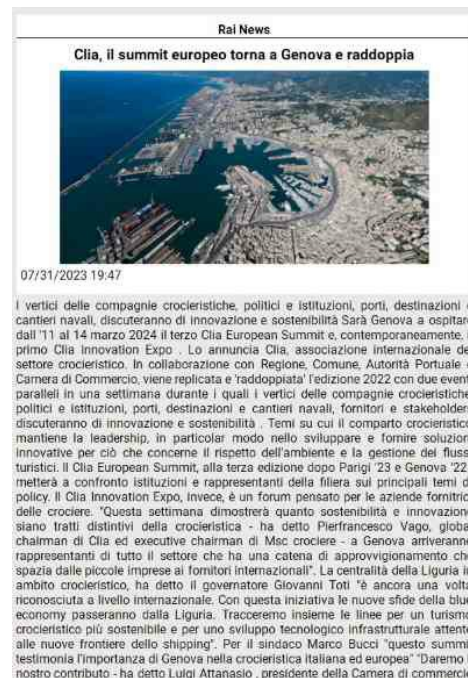 Rai News
Clia, il summit europeo torna a Genova e raddoppia
07/31/2023 19:47
I vertici delle compagnie crocieristiche, politici e istituzioni, porti, destinazioni
cantieri navali, discuteranno di innovazione e sostenibilità Sarà Genova a ospitare
dall '11 al 14 marzo 2024 il terzo Clia European Summit e, contemporaneamente,
primo Clia Innovation Expo . Lo annuncia Clia, associazione internazionale del
settore crocieristico. In collaborazione con Regione, Comune, Autorità Portuale
Camera di Commercio, viene replicata e 'raddoppiata' l'edizione 2022 con due event
paralleli in una settimana durante i quali i vertici delle compagnie crocieristiche
politici e istituzioni, porti, destinazioni e cantieri navali, fornitori e stakeholder
discuteranno di innovazione e sostenibilità . Temi su cui il comparto crocieristico
mantiene la leadership, in particolar modo nello sviluppare e fornire soluzion
innovative per ciò che concerne il rispetto dell'ambiente e la gestione dei fluss
turistici. Il Clia European Summit, alla terza edizione dopo Parigi '23 e Genova '22
metterà a confronto istituzioni e rappresentanti della filiera sui principali temi d
policy. Il Clia Innovation Expo, invece, è un forum pensato per le aziende fornitric
delle crociere. "Questa settimana dimostrerà quanto sostenibilità e innovazione
siano tratti distintivi della crocieristica - ha detto Pierfrancesco Vago, global
chairman di Clia ed executive chairman di Msc crociere - a Genova arriveranno
rappresentanti di tutto il settore che ha una catena di approvvigionamento che
spazia dalle piccole imprese ai fornitori internazionali". La centralità della Liguria in
ambito crocieristico, ha detto il governatore Giovanni Toti "è ancora una volta
riconosciuta a livello internazionale. Con questa iniziativa le nuove sfide della blue
economy passeranno dalla Liguria. Tracceremo insieme le linee per un turismo
crocieristico più sostenibile e per uno sviluppo tecnologico infrastrutturale attento
alle nuove frontiere dello shipping". Per il sindaco Marco Bucci "questo summit
testimonia l'importanza di Genova nella crocieristica italiana ed europea" "Daremo
nostro contributo - ha detto Luigi Attanasio , presidente della Camera di commercio